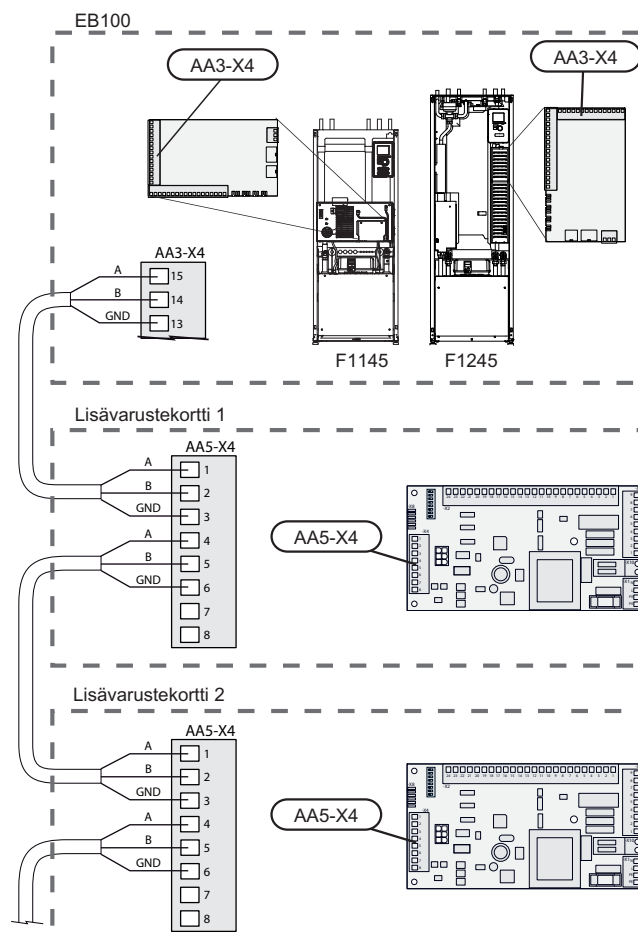 EB100
AA3-X4
AA3-X4
AA3-X4
A
15
B
14
GND
13
F1145
F1245
Lisävarustekortti 1
AA5-X4
A
1
B
2
GND
3
A
4
B
5
GND
6
7
8
AA5-X4
Lisävarustekortti 2
AA5-X4
A
1
B
2
GND
3
A
4
B
5
GND
6
7
8
AA5-X4